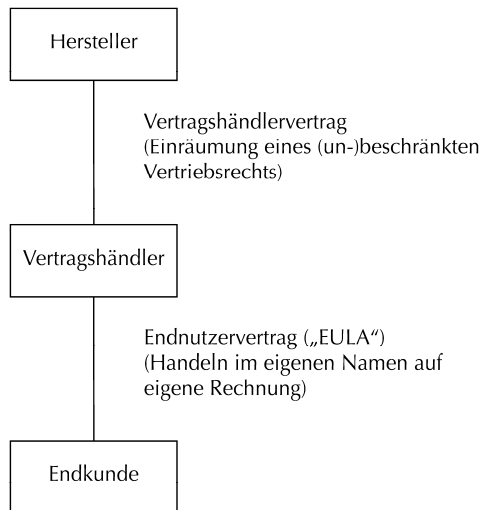 Hersteller
Vertragshändlervertrag
(Einräumung eines (un-)beschränkten
Vertriebsrechts)
Vertragshändler
Endnutzervertrag („EULA“)
(Handeln im eigenen Namen auf
eigene Rechnung)
Endkunde